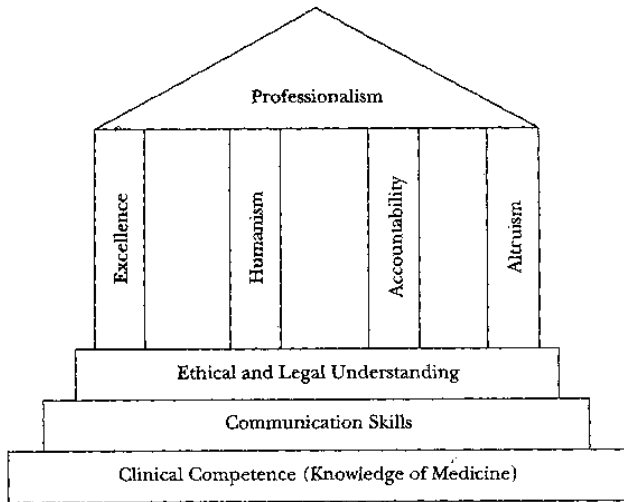 Professionalism
Excellence
Humanism
Accountability
Altruism
Ethical and Legal Understanding
Communication Skills
Clinical Competence (Knowledge of Medicine)